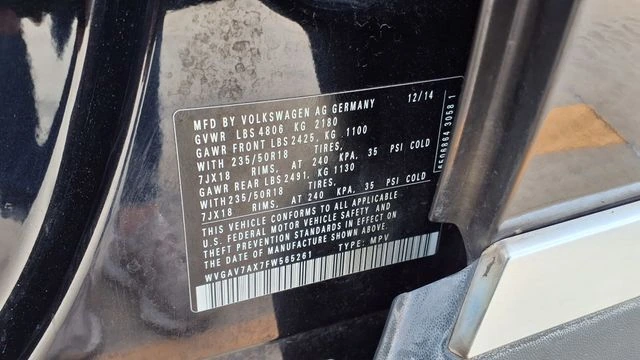 MFD BY VOLKSWAGEN AG GERMANY 12/14
GVWR LBS 4806 KG 2180
GAWR FRONT LBS 2425, KG 1100
WITH 235/50R18 TIRES,
7JX18 RIMS, AT 240 KPA, 35 PSI COLD
GAWR REAR LBS 2491, KG 1130
WITH 235/50R18 TIRES,
7JX18 RIMS, AT 240 KPA, 35 PSI COLD
THIS VEHICLE CONFORMS TO ALL APPLICABLE
U.S. FEDERAL MOTOR VEHICLE SAFETY AND
THEFT PREVENTION STANDARDS IN EFFECT ON
THE DATE OF MANUFACTURE SHOWN ABOVE
WVGAV7AX7FW565261 TYPE: MPV